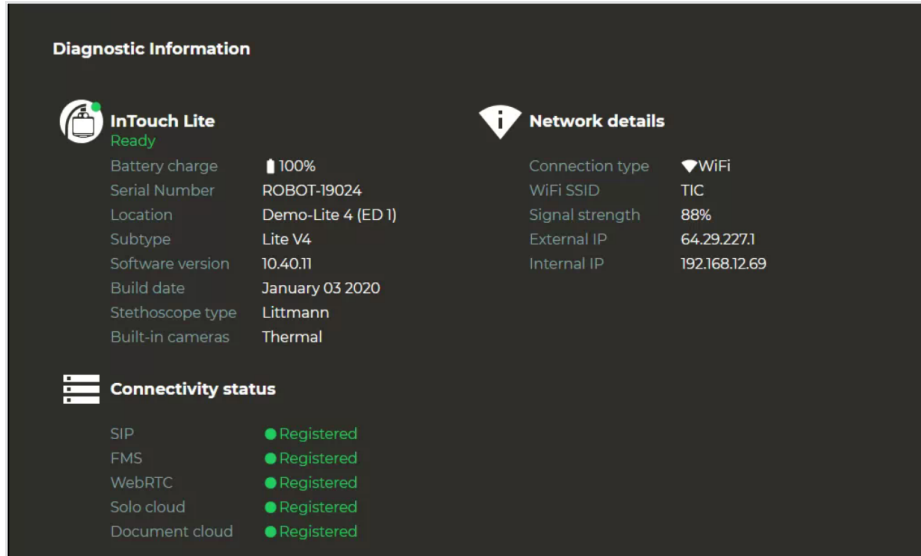 Diagnostic Information
InTouch Lite
Ready
Battery charge 100%
Serial Number ROBOT-19024
Location Demo-Lite 4 (ED 1)
Subtype Lite V4
Software version 10.40.11
Build date January 03 2020
Stethoscope type Littmann
Built-in cameras Thermal
Network details
Connection type WiFi
WiFi SSID TIC
Signal strength 88%
External IP 64.29.227.1
Internal IP 192.168.12.69
Connectivity status
SIP Registered
FMS Registered
WebRTC Registered
Solo cloud Registered
Document cloud Registered